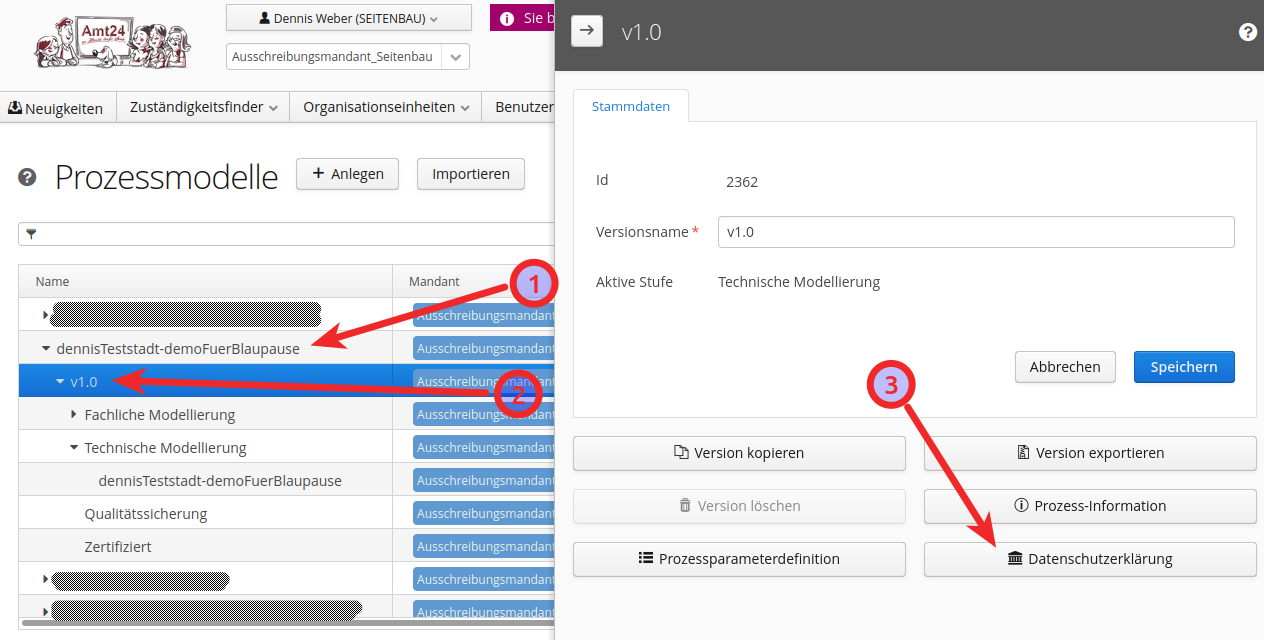 Amt24
Dennis Weber (SEITENBAU)
Sie b
Ausschreibungsmandant_Seitenbau
Neuigkeiten
Zuständigkeitsfinder
Organisationseinheiten
Benutzer
? Prozessmodelle
+ Anlegen
Importieren
Name
Mandant
Ausschreibungsmandant
1
dennisTeststadt-demoFuerBlaupause
Ausschreibungsmandant
v1.0
Ausschreibungsmandant
2
Fachliche Modellierung
Ausschreibungsmandant
Technische Modellierung
Ausschreibungsmandant
dennisTeststadt-demoFuerBlaupause
Ausschreibungsmandant
Qualitätssicherung
Ausschreibungsmandant
Zertifiziert
Ausschreibungsmandant
Ausschreibungsmandant
Ausschreibungsmandant
v1.0
?
Stammdaten
Id
2362
Versionsname *
v1.0
Aktive Stufe
Technische Modellierung
Abbrechen
Speichern
3
Version kopieren
Version exportieren
Version löschen
Prozess-Information
Prozessparameterdefinition
Datenschutzerklärung